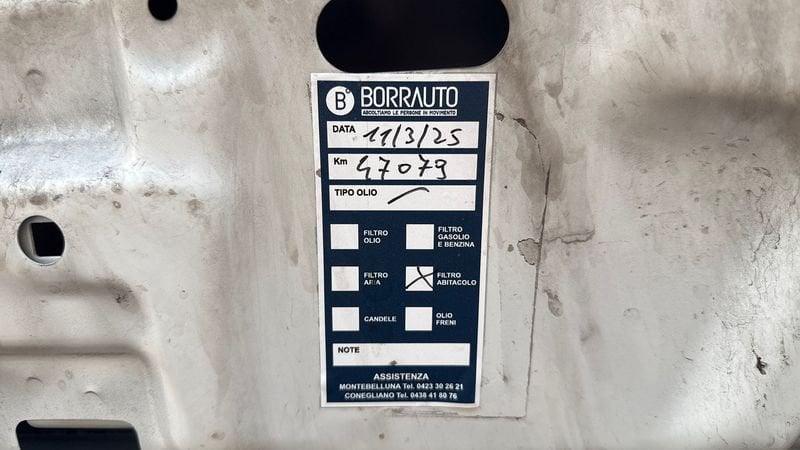 B BORRAUTO
ASCOLTIAMO LE PERSONE IN MOVIMENTO
DATA 11/3/25
Km 47079
TIPO OLIO —
FILTRO OLIO
FILTRO GASOLIO E BENZINA
FILTRO ARIA
X FILTRO ABITACOLO
CANDELE
OLIO FRENI
NOTE
ASSISTENZA
MONTEBELLUNA Tel. 0423 30 26 21
CONEGLIANO Tel. 0438 41 80 76